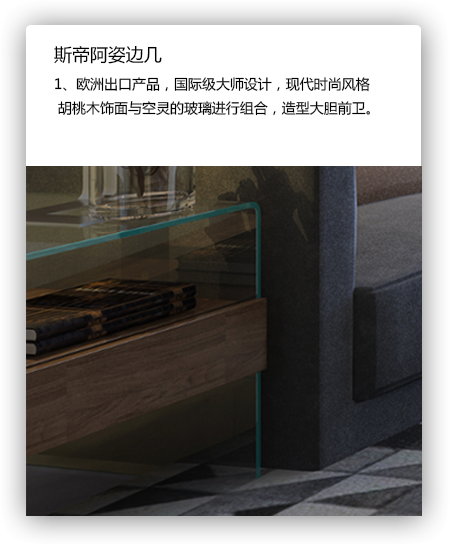 斯帝阿姿边几
1、欧洲出口产品，国际级大师设计，现代时尚风格
胡桃木饰面与空灵的玻璃进行组合，造型大胆前卫。